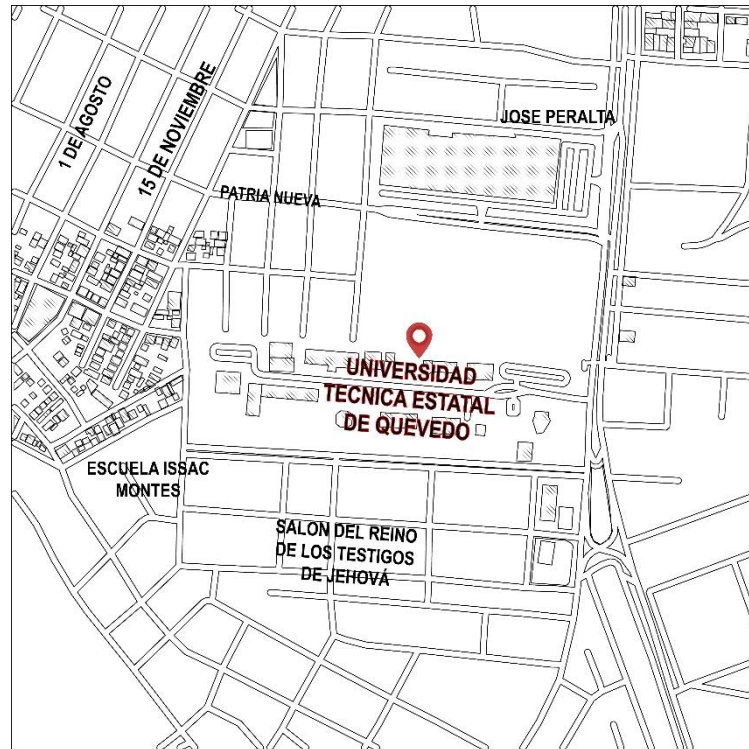 1 DE AGOSTO
15 DE NOVIEMBRE
JOSE PERALTA
PATRIA NUEVA
UNIVERSIDAD
TECNICA ESTATAL
DE QUEVEDO
ESCUELA ISSAC
MONTES
SALON DEL REINO
DE LOS TESTIGOS
DE JEHOVÁ